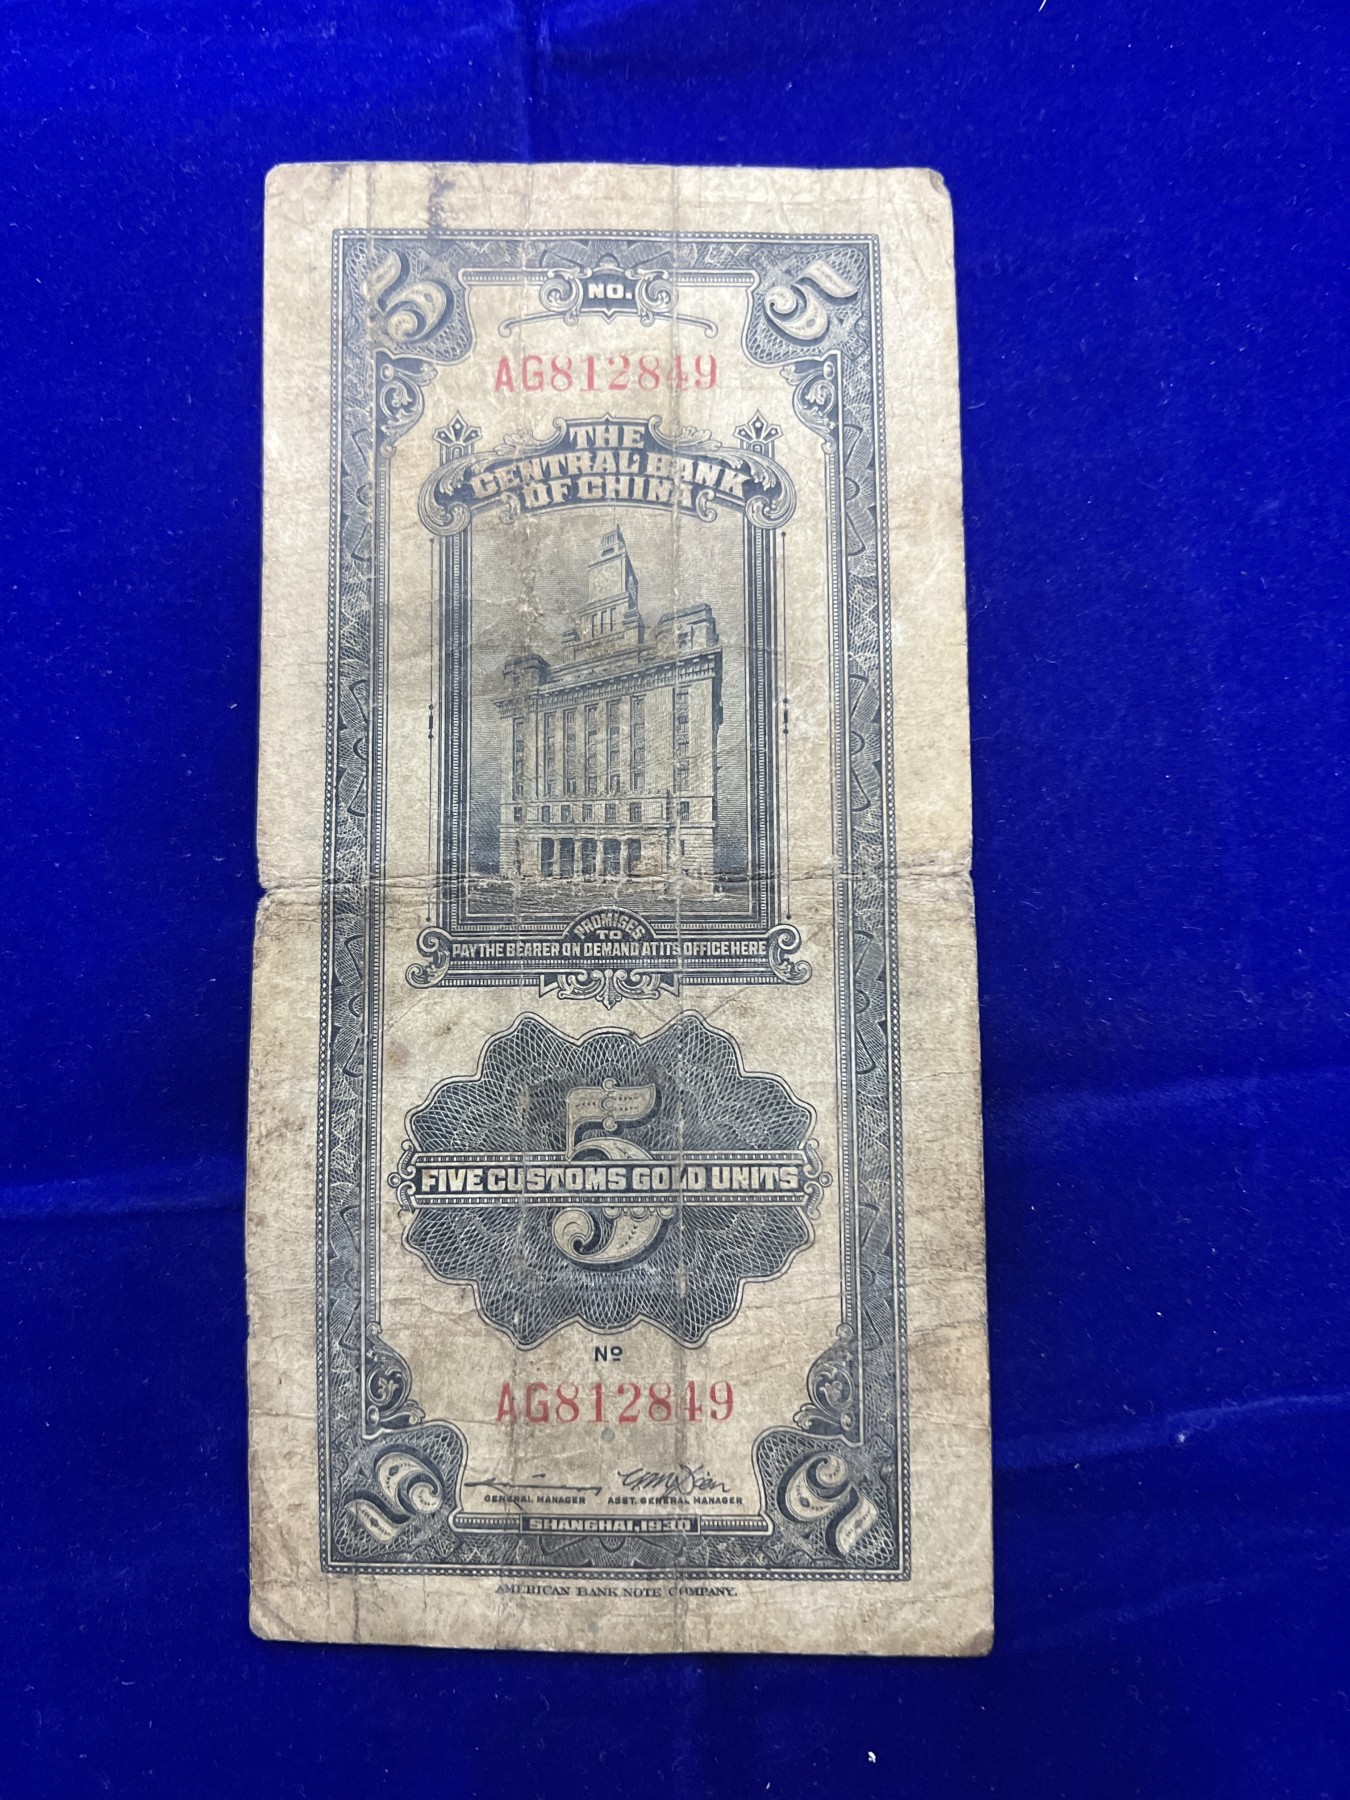 5 NO. 5
AG812849
THE
CENTRAL BANK
OF CHINA
PROMISES
TO
PAY THE BEARER ON DEMAND AT ITS OFFICE HERE
5
FIVE CUSTOMS GOLD UNITS
Nº
AG812849
GENERAL MANAGER ASST. GENERAL MANAGER
5 SHANGHAI, 1930 5
AMERICAN BANK NOTE COMPANY.